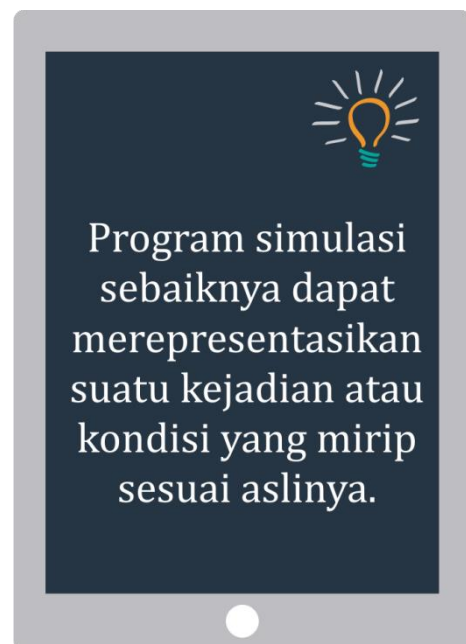 Program simulasi
sebaiknya dapat
merepresentasikan
suatu kejadian atau
kondisi yang mirip
sesuai aslinya.